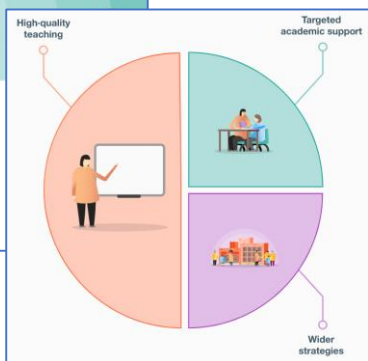 High-quality
teaching
Targeted
academic support
Wider
strategies